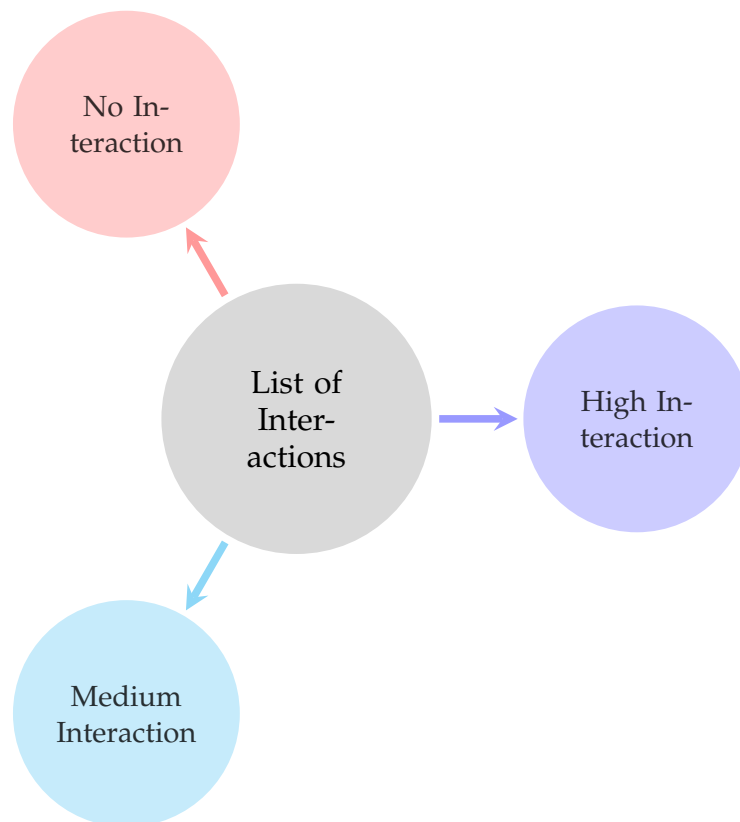 No In-
teraction
List of
Inter-
actions
High In-
teraction
Medium
Interaction